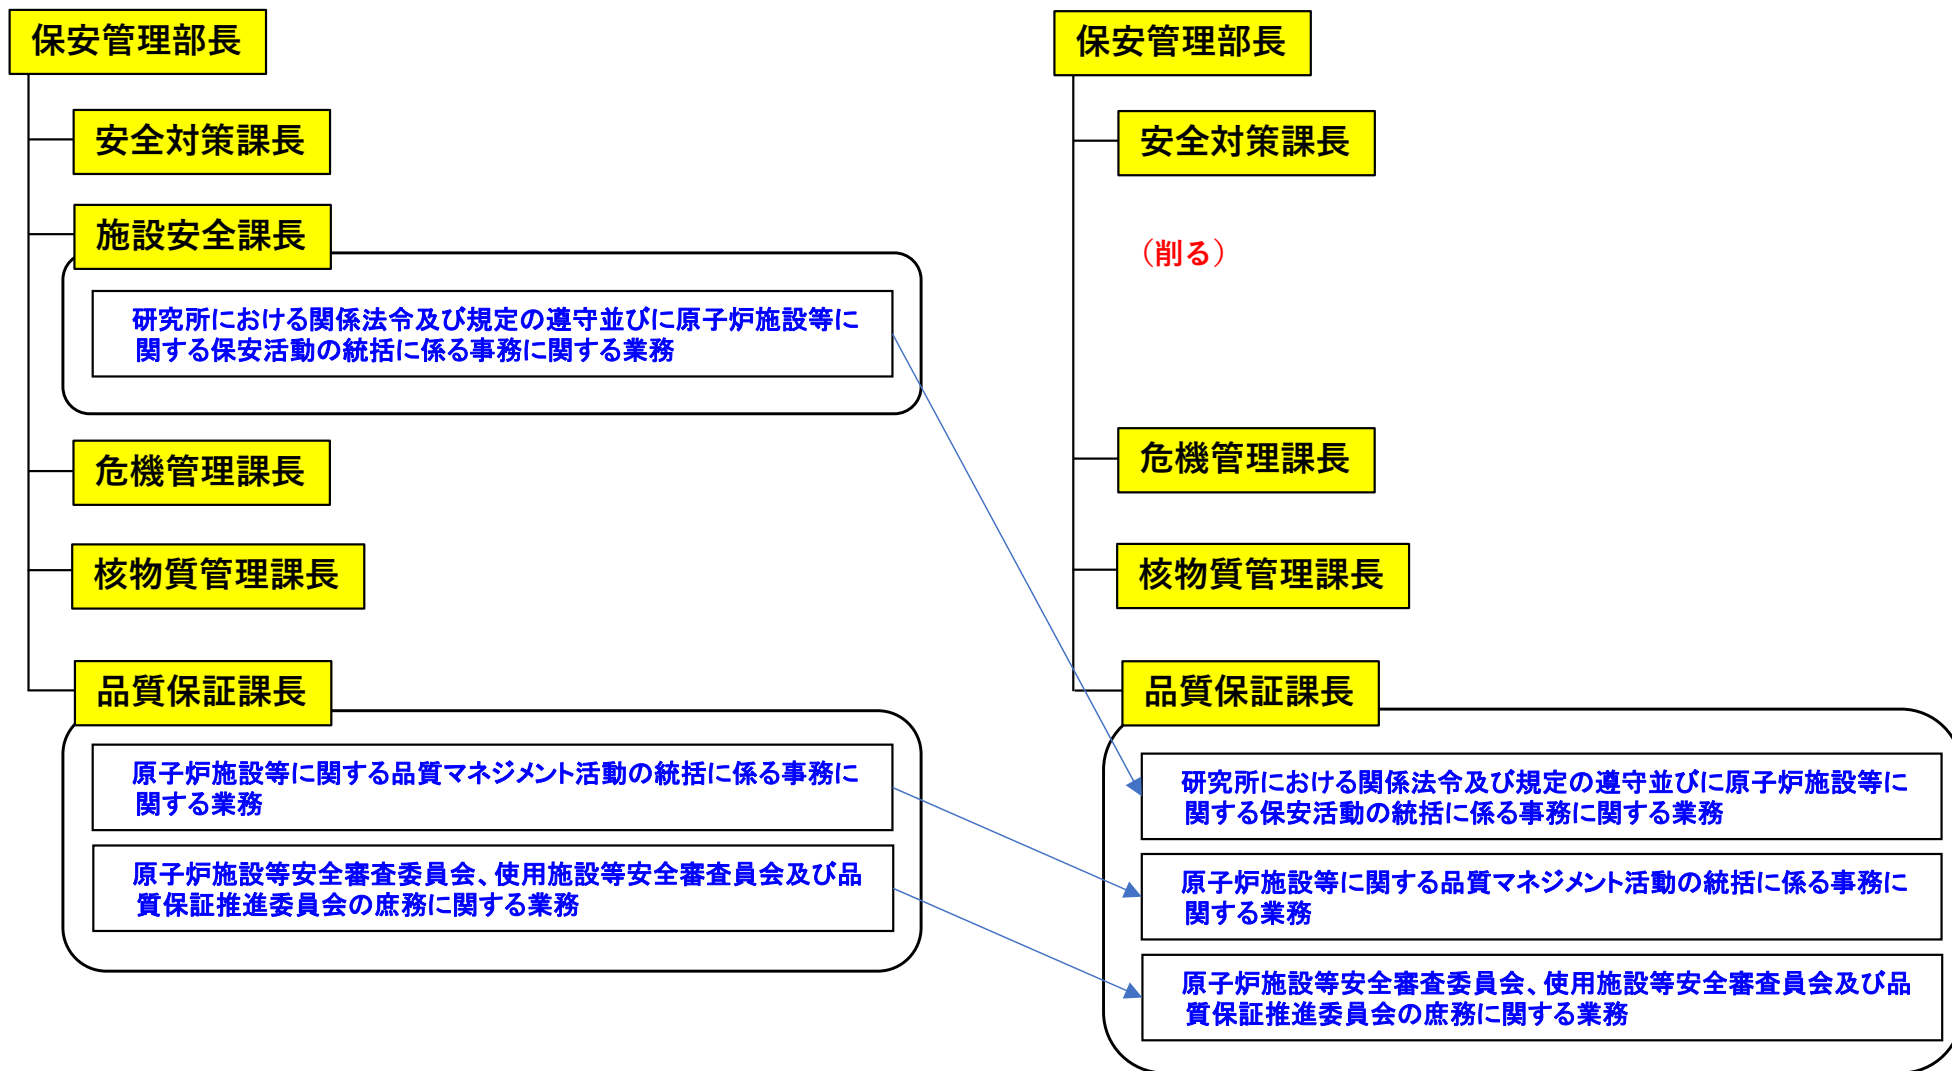 保安管理部長
安全対策課長
施設安全課長
研究所における関係法令及び規定の遵守並びに原子炉施設等に
関する保安活動の統括に係る事務に関する業務
危機管理課長
核物質管理課長
品質保証課長
原子炉施設等に関する品質マネジメント活動の統括に係る事務に
関する業務
原子炉施設等安全審査委員会、使用施設等安全審査員会及び品
質保証推進委員会の庶務に関する業務
保安管理部長
安全対策課長
（削る）
危機管理課長
核物質管理課長
品質保証課長
研究所における関係法令及び規定の遵守並びに原子炉施設等に
関する保安活動の統括に係る事務に関する業務
原子炉施設等に関する品質マネジメント活動の統括に係る事務に
関する業務
原子炉施設等安全審査委員会、使用施設等安全審査員会及び品
質保証推進委員会の庶務に関する業務